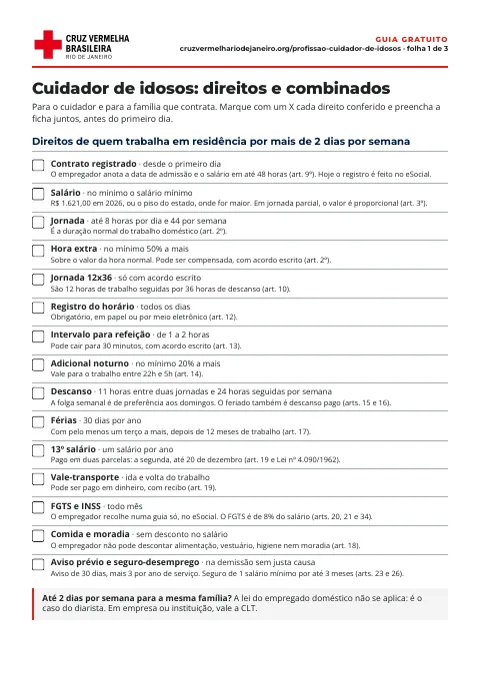 CRUZ VERMELHA
BRASILEIRA
RIO DE JANEIRO
GUIA GRATUITO
cruzvermelhariodejaneiro.org/profissao-cuidador-de-idosos · folha 1 de 3
Cuidador de idosos: direitos e combinados
Para o cuidador e para a família que contrata. Marque com um X cada direito conferido e preencha a
ficha juntos, antes do primeiro dia.
Direitos de quem trabalha em residência por mais de 2 dias por semana
Contrato registrado · desde o primeiro dia
O empregador anota a data de admissão e o salário em até 48 horas (art. 9º). Hoje o registro é feito no eSocial.
Salário · no mínimo o salário mínimo
R$ 1.621,00 em 2026, ou o piso do estado, onde for maior. Em jornada parcial, o valor é proporcional (art. 3º).
Jornada · até 8 horas por dia e 44 por semana
É a duração normal do trabalho doméstico (art. 2º).
Hora extra · no mínimo 50% a mais
Sobre o valor da hora normal. Pode ser compensada, com acordo escrito (art. 2º).
Jornada 12x36 · só com acordo escrito
São 12 horas de trabalho seguidas por 36 horas de descanso (art. 10).
Registro do horário · todos os dias
Obrigatório, em papel ou por meio eletrônico (art. 12).
Intervalo para refeição · de 1 a 2 horas
Pode cair para 30 minutos, com acordo escrito (art. 13).
Adicional noturno · no mínimo 20% a mais
Vale para o trabalho entre 22h e 5h (art. 14).
Descanso · 11 horas entre duas jornadas e 24 horas seguidas por semana
A folga semanal é de preferência aos domingos. O feriado também é descanso pago (arts. 15 e 16).
Férias · 30 dias por ano
Com pelo menos um terço a mais, depois de 12 meses de trabalho (art. 17).
13º salário · um salário por ano
Pago em duas parcelas: a segunda, até 20 de dezembro (art. 19 e Lei nº 4.090/1962).
Vale-transporte · ida e volta do trabalho
Pode ser pago em dinheiro, com recibo (art. 19).
FGTS e INSS · todo mês
O empregador recolhe numa guia só, no eSocial. O FGTS é de 8% do salário (arts. 20, 21 e 34).
Comida e moradia · sem desconto no salário
O empregador não pode descontar alimentação, vestuário, higiene nem moradia (art. 18).
Aviso prévio e seguro-desemprego · na demissão sem justa causa
Aviso de 30 dias, mais 3 por ano de serviço. Seguro de 1 salário mínimo por até 3 meses (arts. 23 e 26).
Até 2 dias por semana para a mesma família? A lei do empregado doméstico não se aplica: é o
caso do diarista. Em empresa ou instituição, vale a CLT.